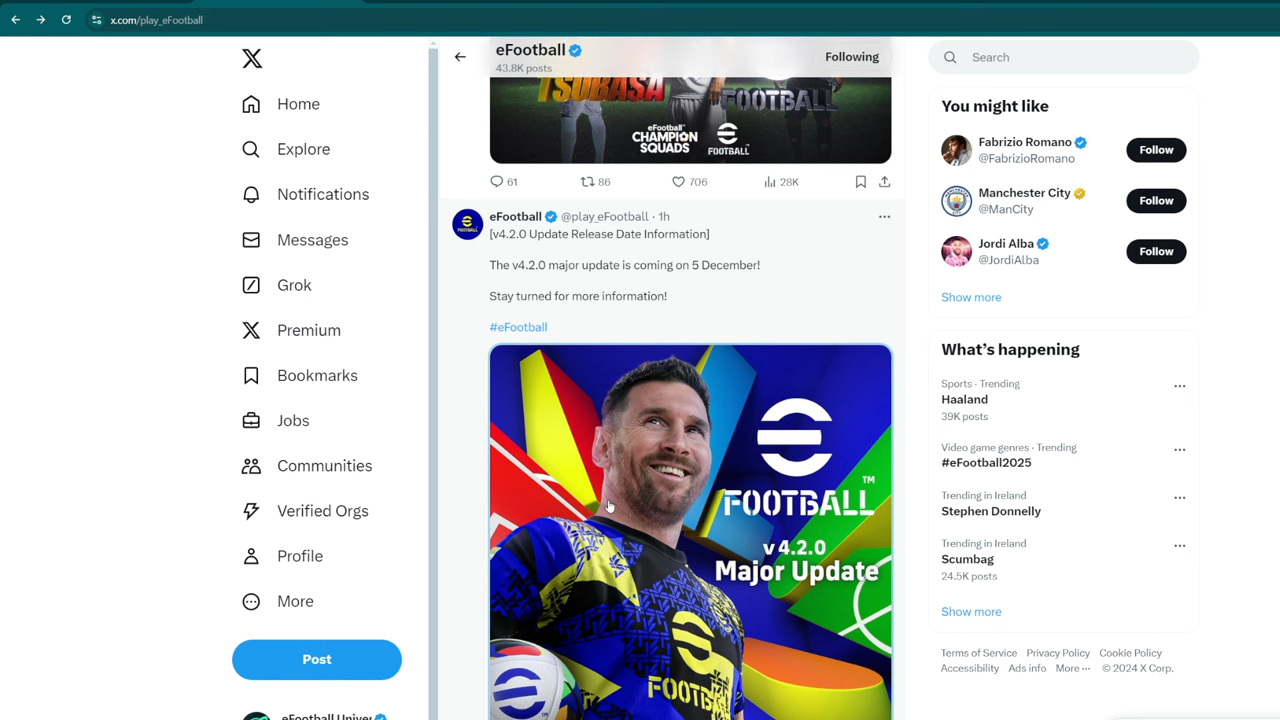 x.com/play_eFootball
Home
Explore
Notifications
Messages
Grok
Premium
Bookmarks
Jobs
Communities
Verified Orgs
Profile
More
Post
eFootball
43.8K posts
Following
TSUBASA
FOOTBALL
eFootball™
CHAMPION
SQUADS
FOOTBALL
61
86
706
28K
eFootball @play_eFootball · 1h
[v4.2.0 Update Release Date Information]
The v4.2.0 major update is coming on 5 December!
Stay turned for more information!
#eFootball
FOOTBALL™
v 4.2.0
Major Update
FOOTBALL
Search
You might like
Fabrizio Romano
@FabrizioRomano
Follow
Manchester City
@ManCity
Follow
Jordi Alba
@JordiAlba
Follow
Show more
What's happening
Sports · Trending
Haaland
39K posts
Video game genres · Trending
#eFootball2025
Trending in Ireland
Stephen Donnelly
Trending in Ireland
Scumbag
24.5K posts
Show more
Terms of Service Privacy Policy Cookie Policy
Accessibility Ads info More ··· © 2024 X Corp.